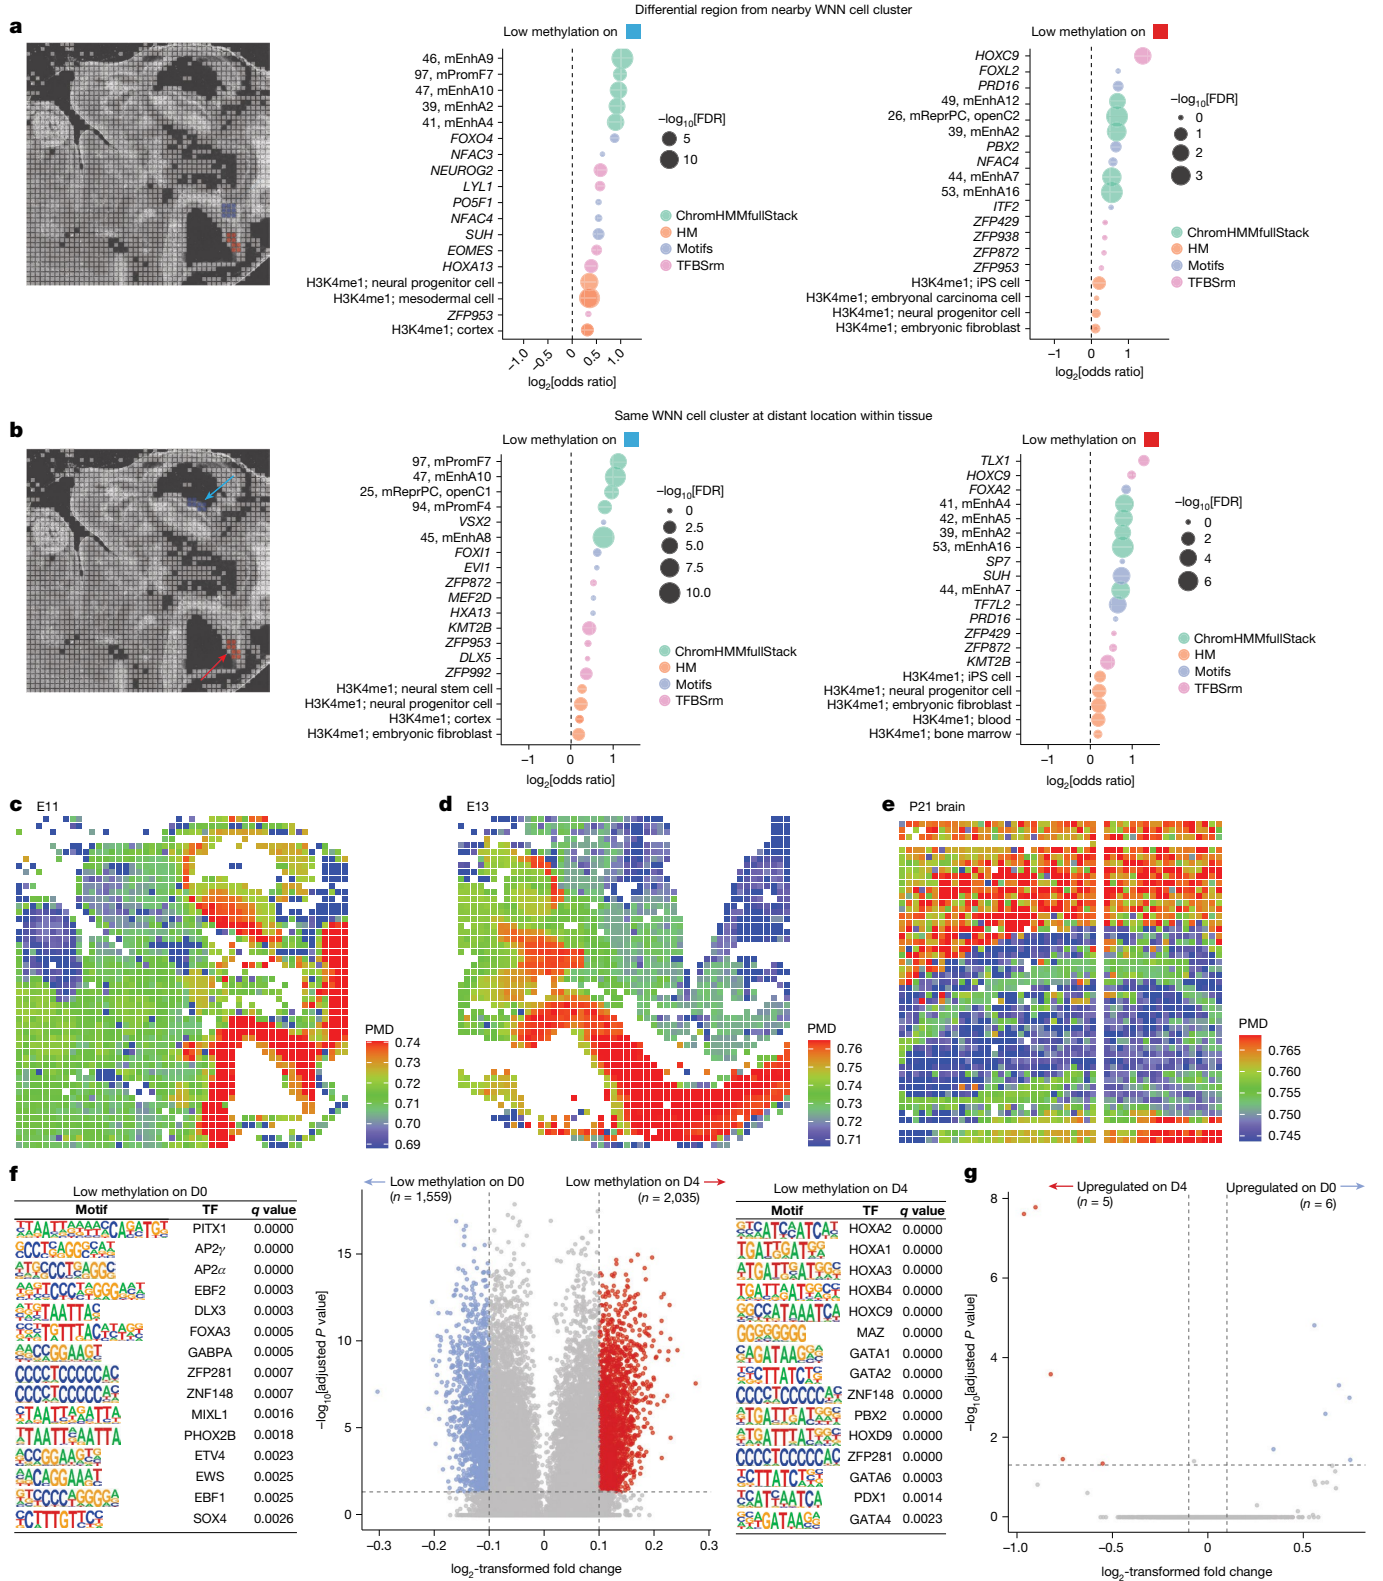 Differential region from nearby WNN cell cluster
a
Low methylation on
46, mEnhA9
97, mPromF7
47, mEnhA10
39, mEnhA2
41, mEnhA4
FOXO4
NFAC3
NEUROG2
LYL1
PO5F1
NFAC4
SUH
EOMES
HOXA13
H3K4me1; neural progenitor cell
H3K4me1; mesodermal cell
ZFP953
H3K4me1; cortex
−1.0 −0.5 0 0.5 1.0
log2[odds ratio]
−log10[FDR]
5
10
ChromHMMfullStack
HM
Motifs
TFBSrm
Low methylation on
HOXC9
FOXL2
PRD16
49, mEnhA12
26, mReprPC, openC2
39, mEnhA2
PBX2
NFAC4
44, mEnhA7
53, mEnhA16
ITF2
ZFP429
ZFP938
ZFP872
ZFP953
H3K4me1; iPS cell
H3K4me1; embryonal carcinoma cell
H3K4me1; neural progenitor cell
H3K4me1; embryonic fibroblast
−1 0 1
log2[odds ratio]
−log10[FDR]
0
1
2
3
ChromHMMfullStack
HM
Motifs
TFBSrm
Same WNN cell cluster at distant location within tissue
b
Low methylation on
97, mPromF7
47, mEnhA10
25, mReprPC, openC1
94, mPromF4
VSX2
45, mEnhA8
FOXI1
EVI1
ZFP872
MEF2D
HXA13
KMT2B
ZFP953
DLX5
ZFP992
H3K4me1; neural stem cell
H3K4me1; neural progenitor cell
H3K4me1; cortex
H3K4me1; embryonic fibroblast
−1 0 1
log2[odds ratio]
−log10[FDR]
0
2.5
5.0
7.5
10.0
ChromHMMfullStack
HM
Motifs
TFBSrm
Low methylation on
TLX1
HOXC9
FOXA2
41, mEnhA4
42, mEnhA5
39, mEnhA2
53, mEnhA16
SP7
SUH
44, mEnhA7
TF7L2
PRD16
ZFP429
ZFP872
KMT2B
H3K4me1; iPS cell
H3K4me1; neural progenitor cell
H3K4me1; embryonic fibroblast
H3K4me1; blood
H3K4me1; bone marrow
−1 0 1
log2[odds ratio]
−log10[FDR]
0
2
4
6
ChromHMMfullStack
HM
Motifs
TFBSrm
c E11
PMD
0.74
0.73
0.72
0.71
0.70
0.69
d E13
PMD
0.76
0.75
0.74
0.73
0.72
0.71
e P21 brain
PMD
0.765
0.760
0.755
0.750
0.745
f
Low methylation on D0
Motif TF q value
PITX1 0.0000
AP2γ 0.0000
AP2α 0.0000
EBF2 0.0003
DLX3 0.0003
FOXA3 0.0005
GABPA 0.0005
ZFP281 0.0007
ZNF148 0.0007
MIXL1 0.0016
PHOX2B 0.0018
ETV4 0.0023
EWS 0.0025
EBF1 0.0025
SOX4 0.0026
Low methylation on D0
(n = 1,559)
Low methylation on D4
(n = 2,035)
−log10[adjusted P value]
15
10
5
0
−0.3 −0.2 −0.1 0 0.1 0.2 0.3
log2-transformed fold change
Low methylation on D4
Motif TF q value
HOXA2 0.0000
HOXA1 0.0000
HOXA3 0.0000
HOXB4 0.0000
HOXC9 0.0000
MAZ 0.0000
GATA1 0.0000
GATA2 0.0000
ZNF148 0.0000
PBX2 0.0000
HOXD9 0.0000
ZFP281 0.0000
GATA6 0.0003
PDX1 0.0014
GATA4 0.0023
g
Upregulated on D4
(n = 5)
Upregulated on D0
(n = 6)
−log10[adjusted P value]
8
6
4
2
0
−1.0 −0.5 0 0.5
log2-transformed fold change